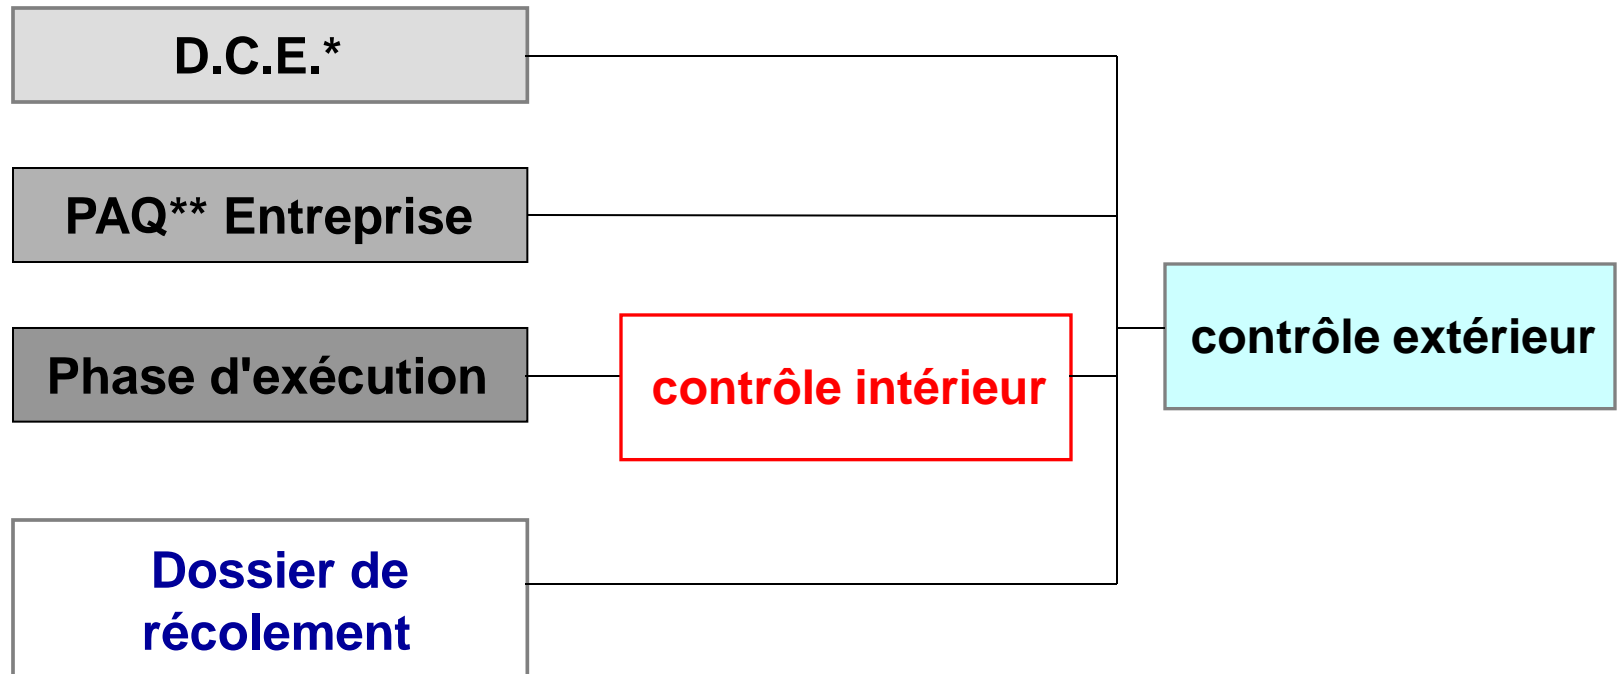 D.C.E.*
PAQ** Entreprise
Phase d'exécution
contrôle intérieur
contrôle extérieur
Dossier de
récolement